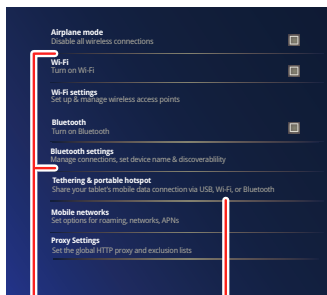 Airplane mode
Disable all wireless connections
Wi-Fi
Turn on Wi-Fi
Wi-Fi settings
Set up & manage wireless access points
Bluetooth
Turn on Bluetooth
Bluetooth settings
Manage connections, set device name & discoverablility
Tethering & portable hotspot
Share your tablet's mobile data connection via USB, Wi-Fi, or Bluetooth
Mobile networks
Set options for roaming, networks, APNs
Proxy Settings
Set the global HTTP proxy and exclusion lists